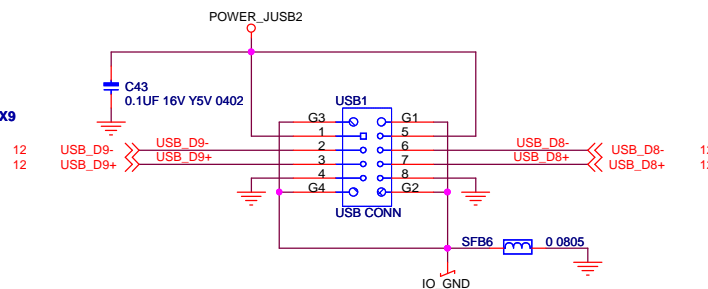 POWER_JUSB2
C43
0.1UF 16V Y5V 0402
X9
USB1
G3 G1
1 5
12 USB_D9- USB_D9- 2 6 USB_D8- USB_D8-
12 USB_D9+ USB_D9+ 3 7 USB_D8+ USB_D8+
4 8
G4 G2
USB CONN
SFB6 0 0805
IO_GND